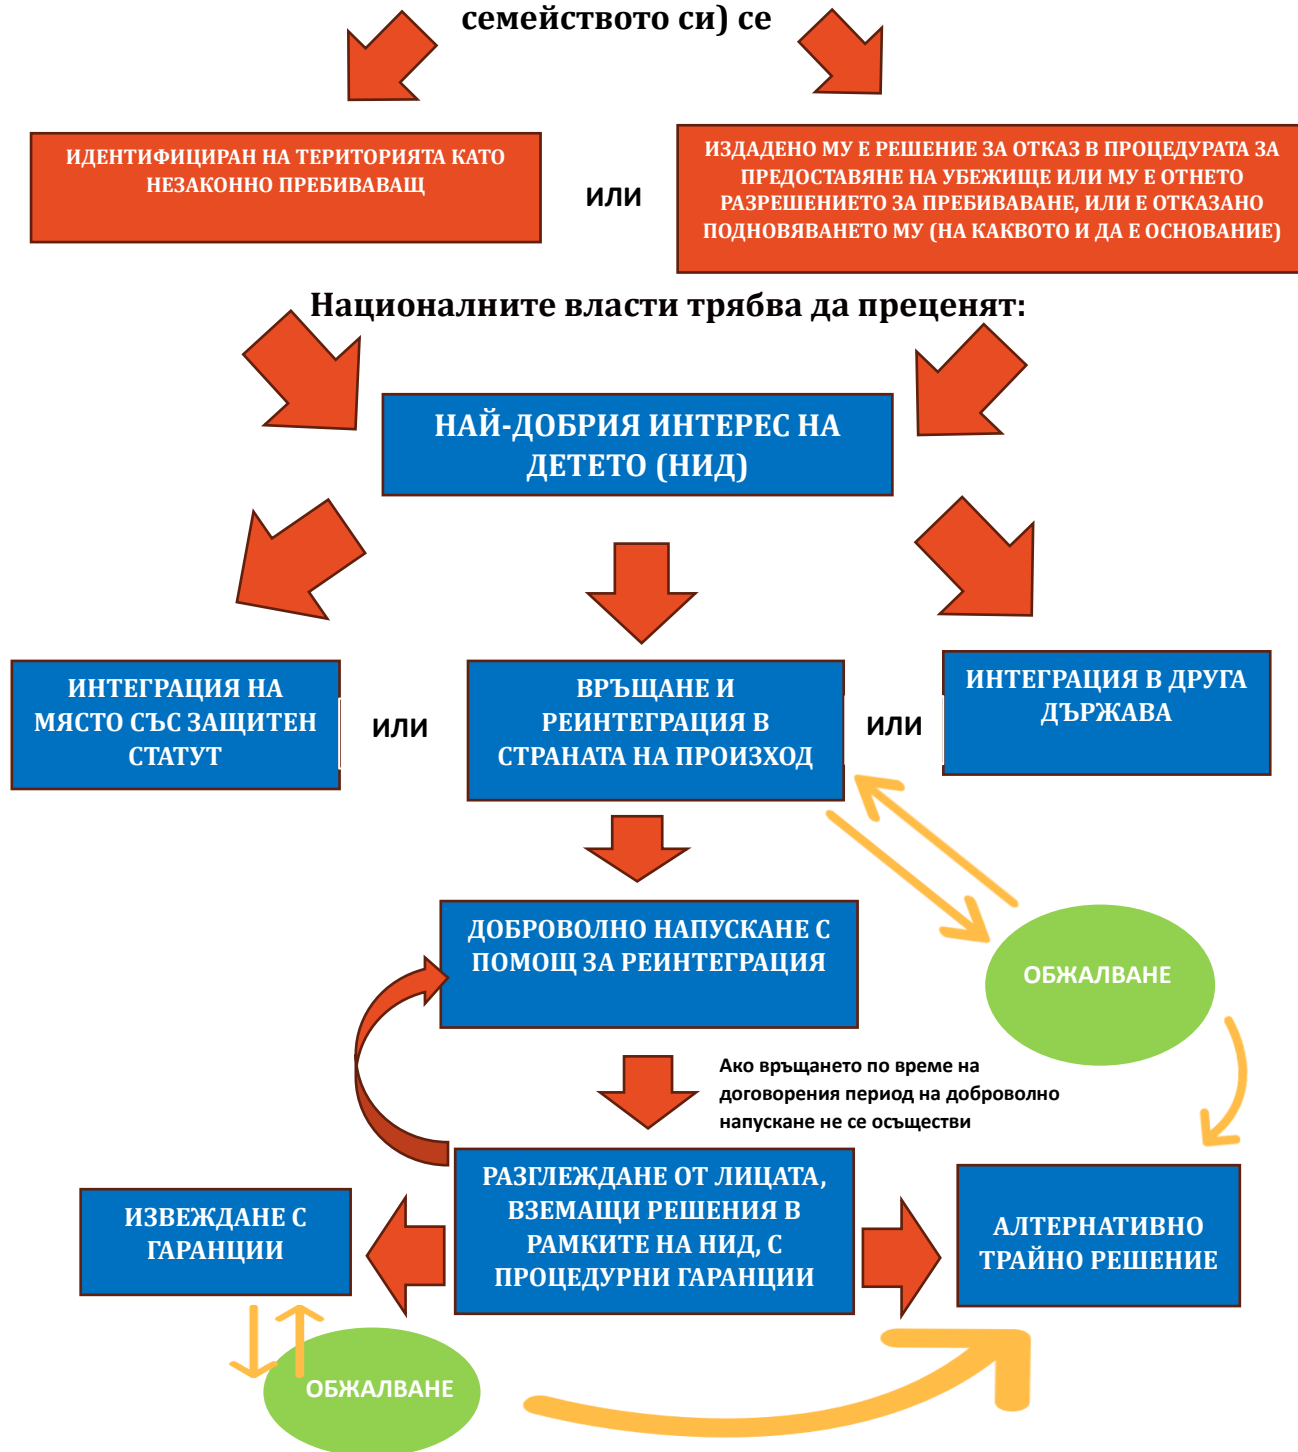 семейството си) се
ИДЕНТИФИЦИРАН НА ТЕРИТОРИЯТА КАТО
НЕЗАКОННО ПРЕБИВАВАЩ
ИЛИ
ИЗДАДЕНО МУ Е РЕШЕНИЕ ЗА ОТКАЗ В ПРОЦЕДУРАТА ЗА
ПРЕДОСТАВЯНЕ НА УБЕЖИЩЕ ИЛИ МУ Е ОТНЕТО
РАЗРЕШЕНИЕТО ЗА ПРЕБИВАВАНЕ, ИЛИ Е ОТКАЗАНО
ПОДНОВЯВАНЕТО МУ (НА КАКВОТО И ДА Е ОСНОВАНИЕ)
Националните власти трябва да преценят:
НАЙ-ДОБРИЯ ИНТЕРЕС НА
ДЕТЕТО (НИД)
ИНТЕГРАЦИЯ НА
МЯСТО СЪС ЗАЩИТЕН
СТАТУТ
ИЛИ
ВРЪЩАНЕ И
РЕИНТЕГРАЦИЯ В
СТРАНАТА НА ПРОИЗХОД
ИЛИ
ИНТЕГРАЦИЯ В ДРУГА
ДЪРЖАВА
ДОБРОВОЛНО НАПУСКАНЕ С
ПОМОЩ ЗА РЕИНТЕГРАЦИЯ
ОБЖАЛВАНЕ
Ако връщането по време на
договорения период на доброволно
напускане не се осъществи
РАЗГЛЕЖДАНЕ ОТ ЛИЦАТА,
ВЗЕМАЩИ РЕШЕНИЯ В
РАМКИТЕ НА НИД, С
ПРОЦЕДУРНИ ГАРАНЦИИ
ИЗВЕЖДАНЕ С
ГАРАНЦИИ
АЛТЕРНАТИВНО
ТРАЙНО РЕШЕНИЕ
ОБЖАЛВАНЕ